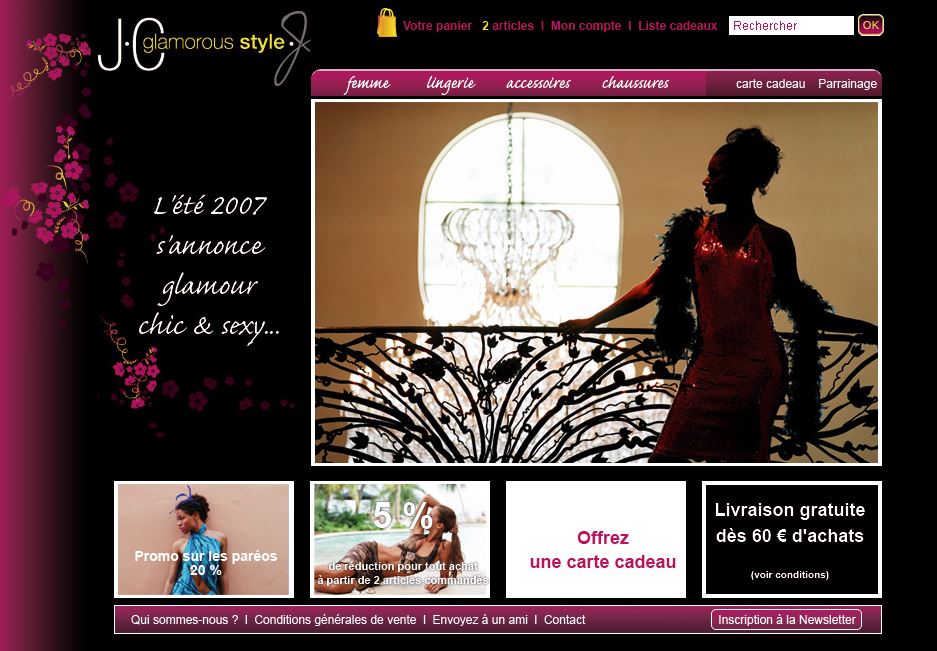 J.C glamorous style.J
Votre panier 2 articles I Mon compte I Liste cadeaux
Rechercher
OK
femme lingerie accessoires chaussures
carte cadeau Parrainage
L'été 2007
s'annonce
glamour
chic & sexy...
Promo sur les paréos
20 %
5 %
de réduction pour tout achat
à partir de 2 articles commandés
Offrez
une carte cadeau
Livraison gratuite
dès 60 € d'achats
(voir conditions)
Qui sommes-nous ? I Conditions générales de vente I Envoyez à un ami I Contact
Inscription à la Newsletter